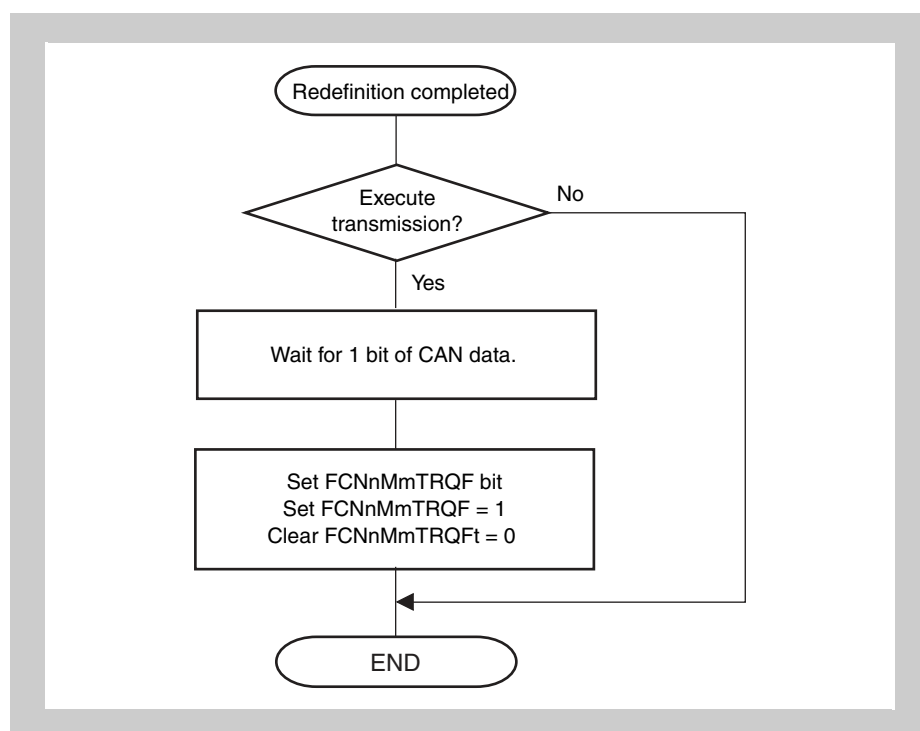 Redefinition completed
Execute
transmission?
No
Yes
Wait for 1 bit of CAN data.
Set FCNnMmTRQF bit
Set FCNnMmTRQF = 1
Clear FCNnMmTRQFt = 0
END